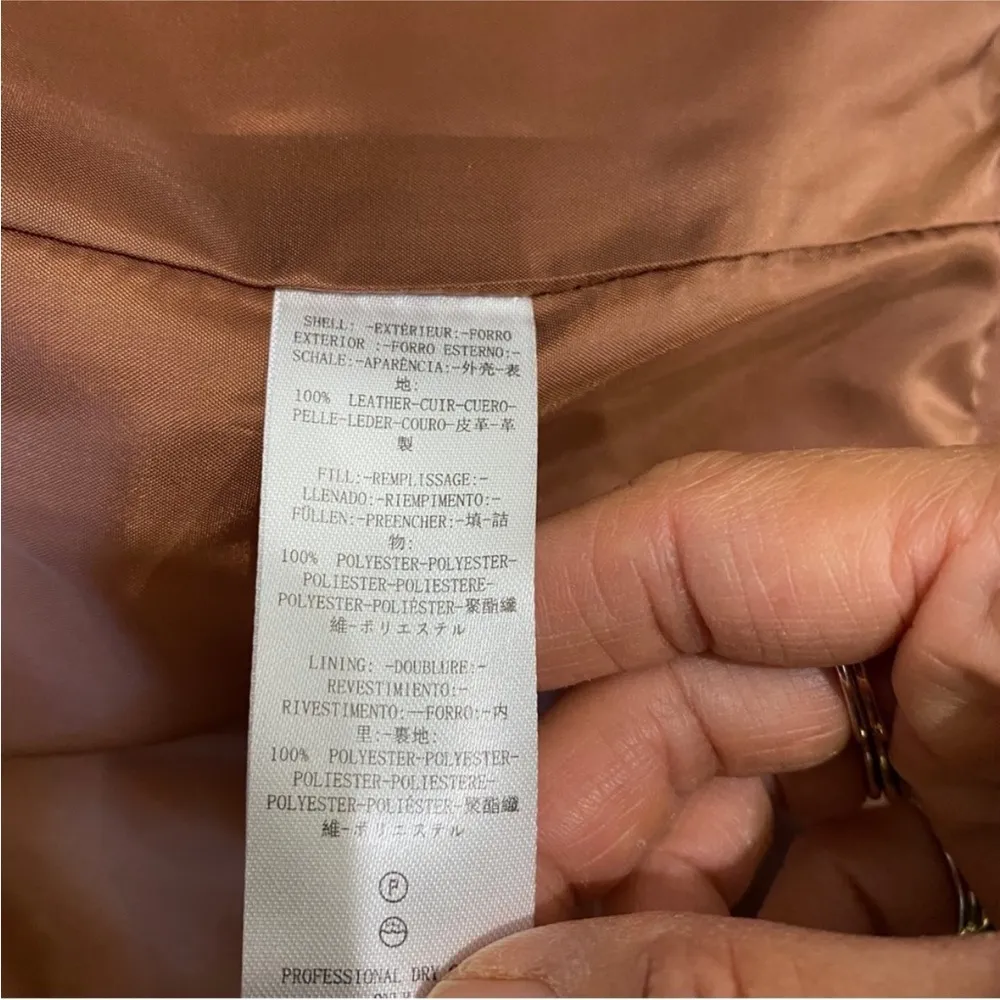 SHELL: -EXTÉRIEUR:-FORRO
EXTERIOR :-FORRO ESTERNO:-
SCHALE:-APARÊNCIA:-外壳-表
地:
100% LEATHER-CUIR-CUERO-
PELLE-LEDER-COURO-皮革-革
製
FILL:-REMPLISSAGE:-
LLENADO:-RIEMPIMENTO:-
FÜLLEN:-PREENCHER-填-詰
物:
100% POLYESTER-POLYESTER-
POLIESTER-POLIESTERE-
POLYESTER-POLIÉSTER-聚酯纖
維-ポリエステル
LINING: -DOUBLURE:-
REVESTIMIENTO:-
RIVESTIMENTO:—FORRO:-内
里:-裏地:
100% POLYESTER-POLYESTER-
POLIESTER-POLIESTERE-
POLYESTER-POLIÉSTER-聚酯纖
維-ポリエステル
P
PROFESSIONAL DRY